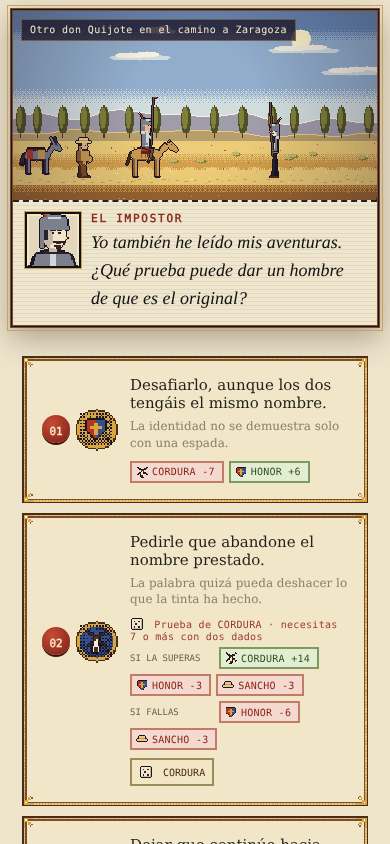 Otro don Quijote en el camino a Zaragoza
EL IMPOSTOR
Yo también he leído mis aventuras.
¿Qué prueba puede dar un hombre
de que es el original?
01
Desafiarlo, aunque los dos
tengáis el mismo nombre.
La identidad no se demuestra solo
con una espada.
CORDURA -7 HONOR +6
02
Pedirle que abandone el
nombre prestado.
La palabra quizá pueda deshacer lo
que la tinta ha hecho.
Prueba de CORDURA · necesitas
7 o más con dos dados
SI LA SUPERAS CORDURA +14
HONOR -3 SANCHO -3
SI FALLAS HONOR -6
SANCHO -3
CORDURA
Dejar que continúe hacia